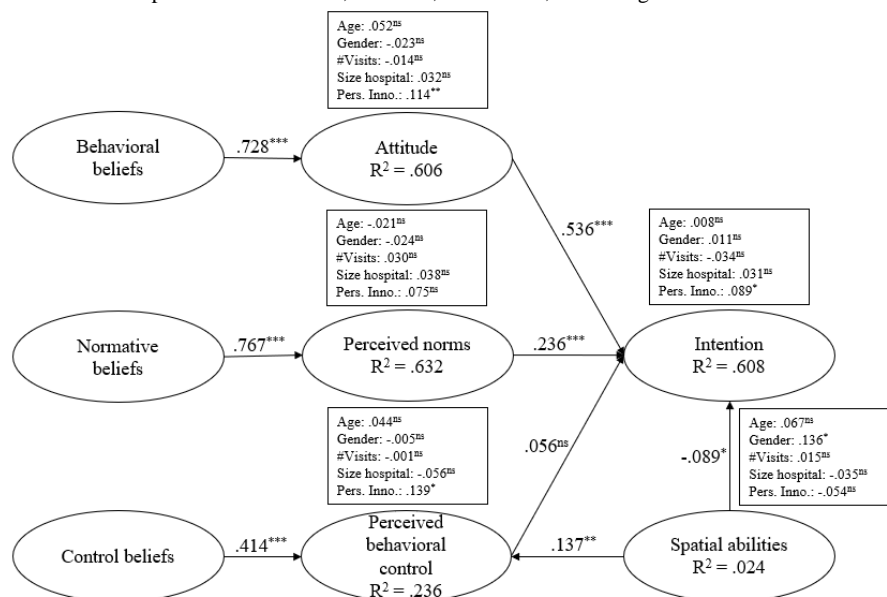 Age: .052ns
Gender: -.023ns
#Visits: -.014ns
Size hospital: .032ns
Pers. Inno.: .114**
Behavioral
beliefs
.728***
Attitude
R² = .606
.536***
Age: -.021ns
Gender: -.024ns
#Visits: .030ns
Size hospital: .038ns
Pers. Inno.: .075ns
Age: .008ns
Gender: .011ns
#Visits: -.034ns
Size hospital: .031ns
Pers. Inno.: .089*
Normative
beliefs
.767***
Perceived norms
R² = .632
.236***
Intention
R² = .608
Age: .044ns
Gender: -.005ns
#Visits: -.001ns
Size hospital: -.056ns
Pers. Inno.: .139*
.056ns
-.089*
Age: .067ns
Gender: .136*
#Visits: .015ns
Size hospital: -.035ns
Pers. Inno.: -.054ns
Control beliefs
.414***
Perceived
behavioral
control
R² = .236
.137**
Spatial abilities
R² = .024